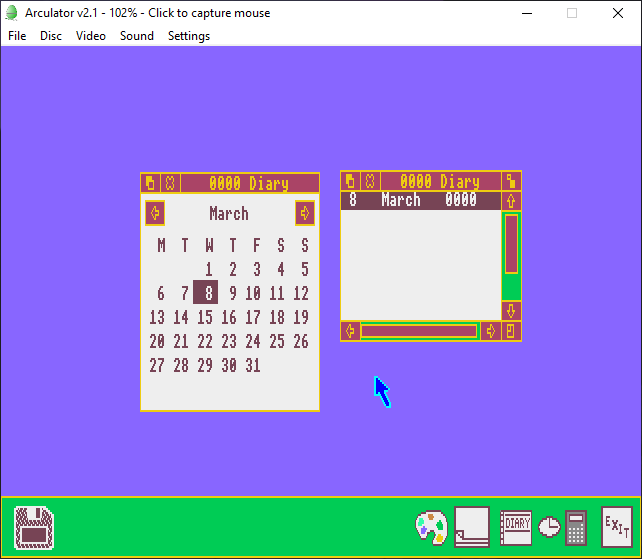 Arculator v2.1 - 102% - Click to capture mouse
File Disc Video Sound Settings
0000 Diary
March
M T W T F S S
1 2 3 4 5
6 7 8 9 10 11 12
13 14 15 16 17 18 19
20 21 22 23 24 25 26
27 28 29 30 31
0000 Diary
8 March 0000
DIARY
EXIT